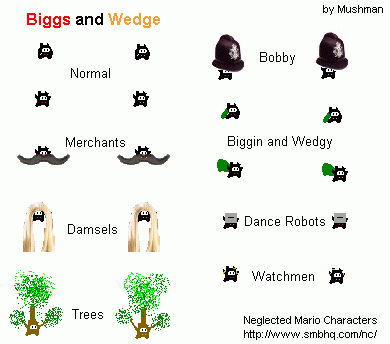 Biggs and Wedge
by Mushman
Normal
Merchants
Damsels
Trees
Bobby
Biggin and Wedgy
Dance Robots
Watchmen
Neglected Mario Characters
http://www.smbhq.com/nc/